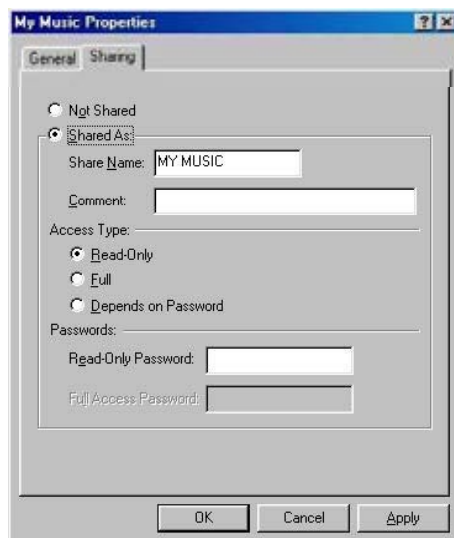 My Music Properties
General Sharing
Not Shared
Shared As:
Share Name: MY MUSIC
Comment:
Access Type:
Read-Only
Full
Depends on Password
Passwords:
Read-Only Password:
Full Access Password:
OK Cancel Apply